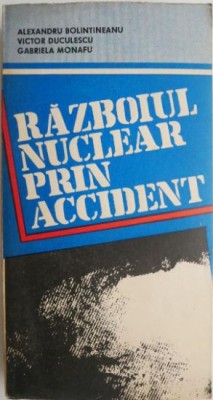 ALEXANDRU BOLINTINEANU
VICTOR DUCULESCU
GABRIELA MONAFU
RĂZBOIUL
NUCLEAR
PRIN
ACCIDENT